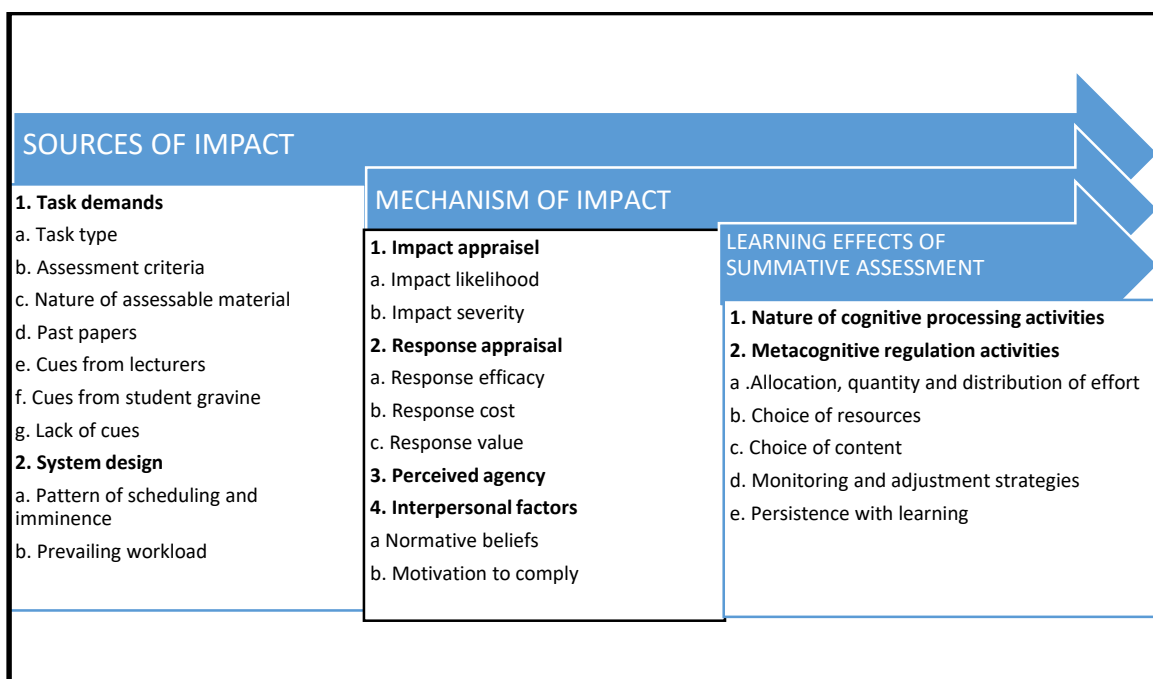 SOURCES OF IMPACT
1. Task demands
a. Task type
b. Assessment criteria
c. Nature of assessable material
d. Past papers
e. Cues from lecturers
f. Cues from student gravine
g. Lack of cues
2. System design
a. Pattern of scheduling and
imminence
b. Prevailing workload
MECHANISM OF IMPACT
1. Impact appraisel
a. Impact likelihood
b. Impact severity
2. Response appraisal
a. Response efficacy
b. Response cost
c. Response value
3. Perceived agency
4. Interpersonal factors
a Normative beliefs
b. Motivation to comply
LEARNING EFFECTS OF
SUMMATIVE ASSESSMENT
1. Nature of cognitive processing activities
2. Metacognitive regulation activities
a .Allocation, quantity and distribution of effort
b. Choice of resources
c. Choice of content
d. Monitoring and adjustment strategies
e. Persistence with learning